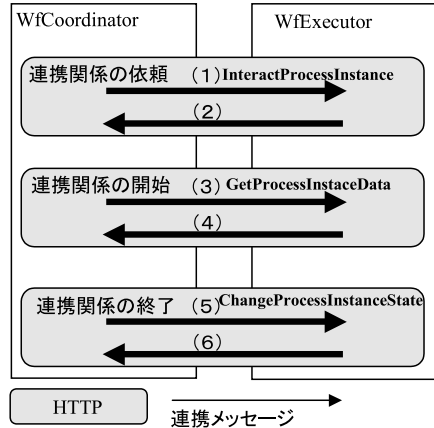 WfCoordinator
WfExecutor
連携関係の依頼 (1) InteractProcessInstance
(2)
連携関係の開始 (3) GetProcessInstaceData
(4)
連携関係の終了 (5) ChangeProcessInstanceState
(6)
HTTP
連携メッセージ